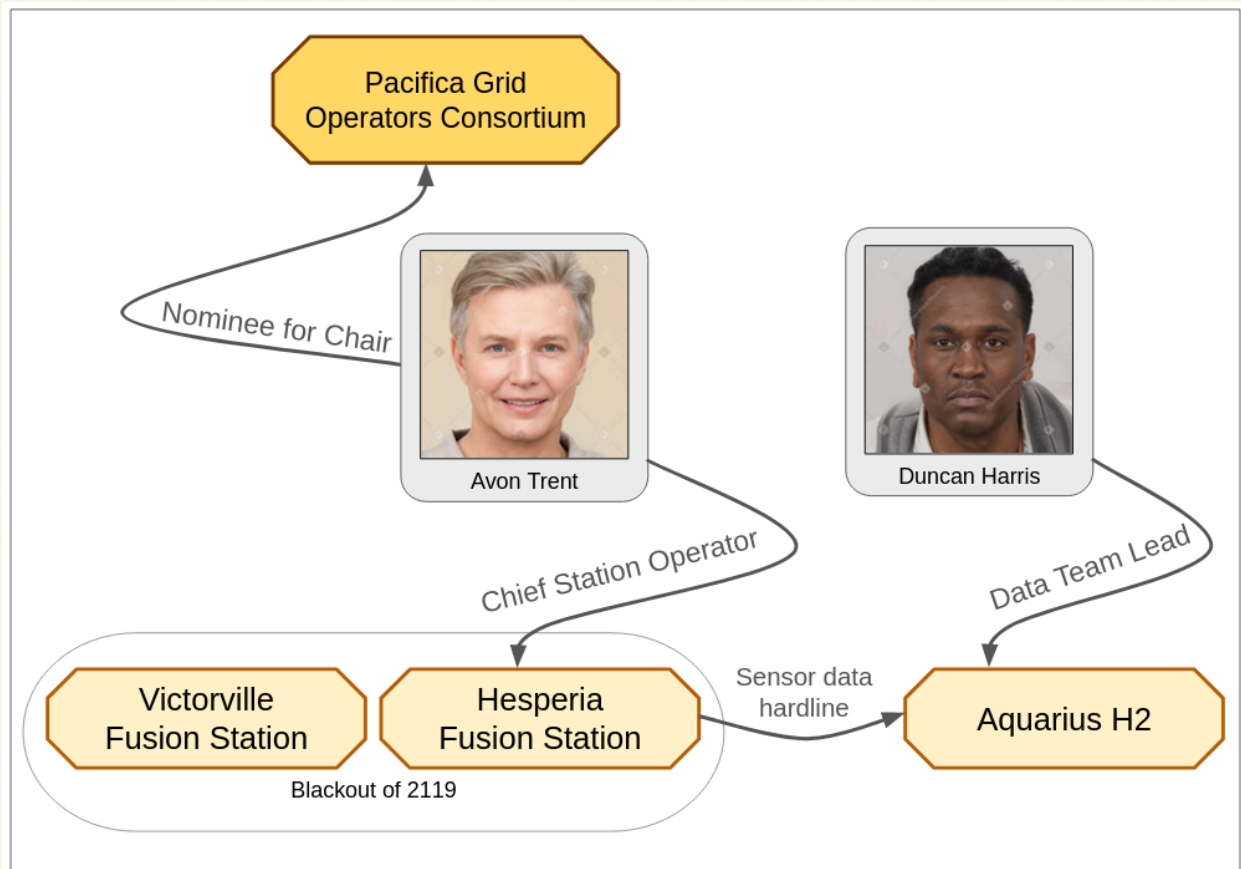 Pacifica Grid
Operators Consortium
Nominee for Chair
Avon Trent
Duncan Harris
Chief Station Operator
Data Team Lead
Victorville
Fusion Station
Hesperia
Fusion Station
Sensor data
hardline
Aquarius H2
Blackout of 2119